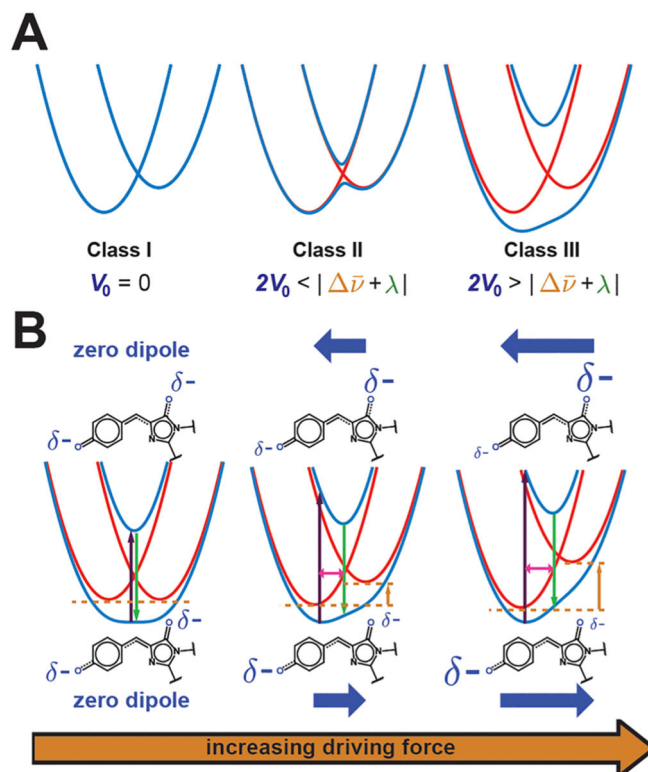 A
Class I
Class II
Class III
V₀ = 0
2V₀ < | Δν̄ + λ|
2V₀ > | Δν̄ + λ|
B
zero dipole
δ−
δ−
δ−
δ−
δ−
δ−
O
O
O
O
O
O
N
N
N
N
N
N
δ−
δ−
δ−
O
O
O
δ−
δ−
δ−
O
O
O
N
N
N
N
N
N
zero dipole
increasing driving force